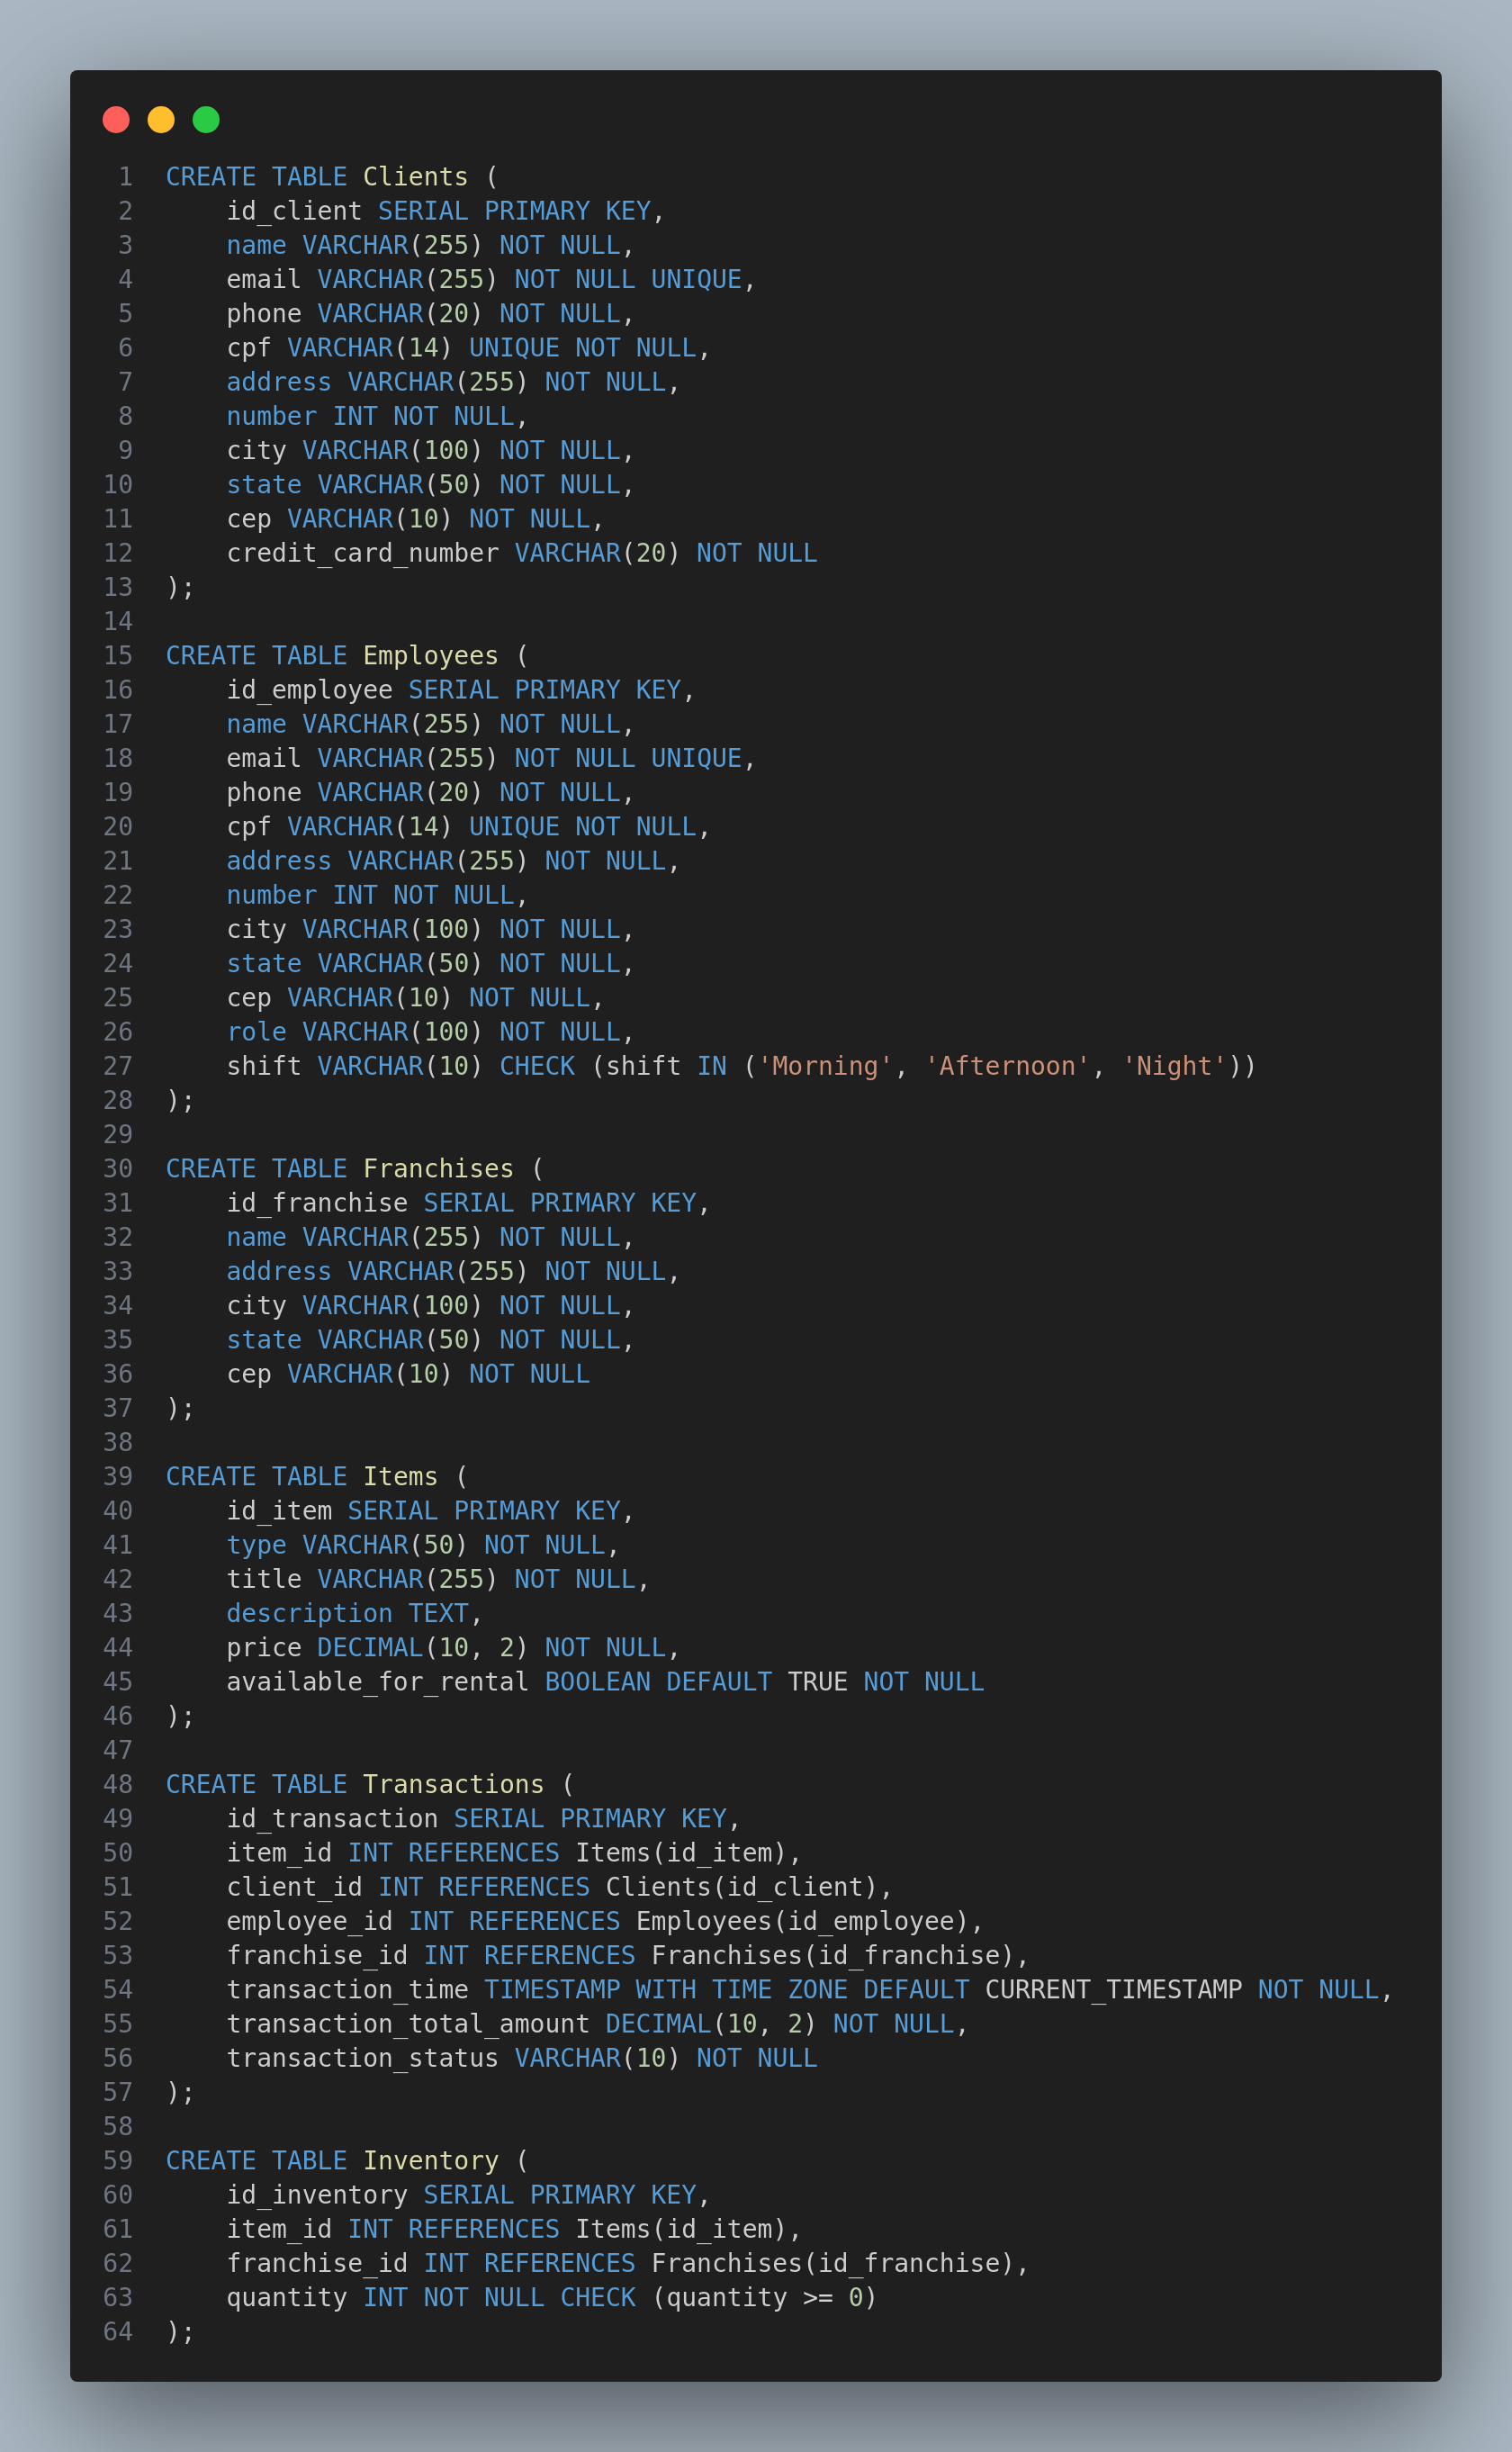 1 CREATE TABLE Clients (
2     id_client SERIAL PRIMARY KEY,
3     name VARCHAR(255) NOT NULL,
4     email VARCHAR(255) NOT NULL UNIQUE,
5     phone VARCHAR(20) NOT NULL,
6     cpf VARCHAR(14) UNIQUE NOT NULL,
7     address VARCHAR(255) NOT NULL,
8     number INT NOT NULL,
9     city VARCHAR(100) NOT NULL,
10     state VARCHAR(50) NOT NULL,
11     cep VARCHAR(10) NOT NULL,
12     credit_card_number VARCHAR(20) NOT NULL
13 );
14
15 CREATE TABLE Employees (
16     id_employee SERIAL PRIMARY KEY,
17     name VARCHAR(255) NOT NULL,
18     email VARCHAR(255) NOT NULL UNIQUE,
19     phone VARCHAR(20) NOT NULL,
20     cpf VARCHAR(14) UNIQUE NOT NULL,
21     address VARCHAR(255) NOT NULL,
22     number INT NOT NULL,
23     city VARCHAR(100) NOT NULL,
24     state VARCHAR(50) NOT NULL,
25     cep VARCHAR(10) NOT NULL,
26     role VARCHAR(100) NOT NULL,
27     shift VARCHAR(10) CHECK (shift IN ('Morning', 'Afternoon', 'Night'))
28 );
29
30 CREATE TABLE Franchises (
31     id_franchise SERIAL PRIMARY KEY,
32     name VARCHAR(255) NOT NULL,
33     address VARCHAR(255) NOT NULL,
34     city VARCHAR(100) NOT NULL,
35     state VARCHAR(50) NOT NULL,
36     cep VARCHAR(10) NOT NULL
37 );
38
39 CREATE TABLE Items (
40     id_item SERIAL PRIMARY KEY,
41     type VARCHAR(50) NOT NULL,
42     title VARCHAR(255) NOT NULL,
43     description TEXT,
44     price DECIMAL(10, 2) NOT NULL,
45     available_for_rental BOOLEAN DEFAULT TRUE NOT NULL
46 );
47
48 CREATE TABLE Transactions (
49     id_transaction SERIAL PRIMARY KEY,
50     item_id INT REFERENCES Items(id_item),
51     client_id INT REFERENCES Clients(id_client),
52     employee_id INT REFERENCES Employees(id_employee),
53     franchise_id INT REFERENCES Franchises(id_franchise),
54     transaction_time TIMESTAMP WITH TIME ZONE DEFAULT CURRENT_TIMESTAMP NOT NULL,
55     transaction_total_amount DECIMAL(10, 2) NOT NULL,
56     transaction_status VARCHAR(10) NOT NULL
57 );
58
59 CREATE TABLE Inventory (
60     id_inventory SERIAL PRIMARY KEY,
61     item_id INT REFERENCES Items(id_item),
62     franchise_id INT REFERENCES Franchises(id_franchise),
63     quantity INT NOT NULL CHECK (quantity >= 0)
64 );